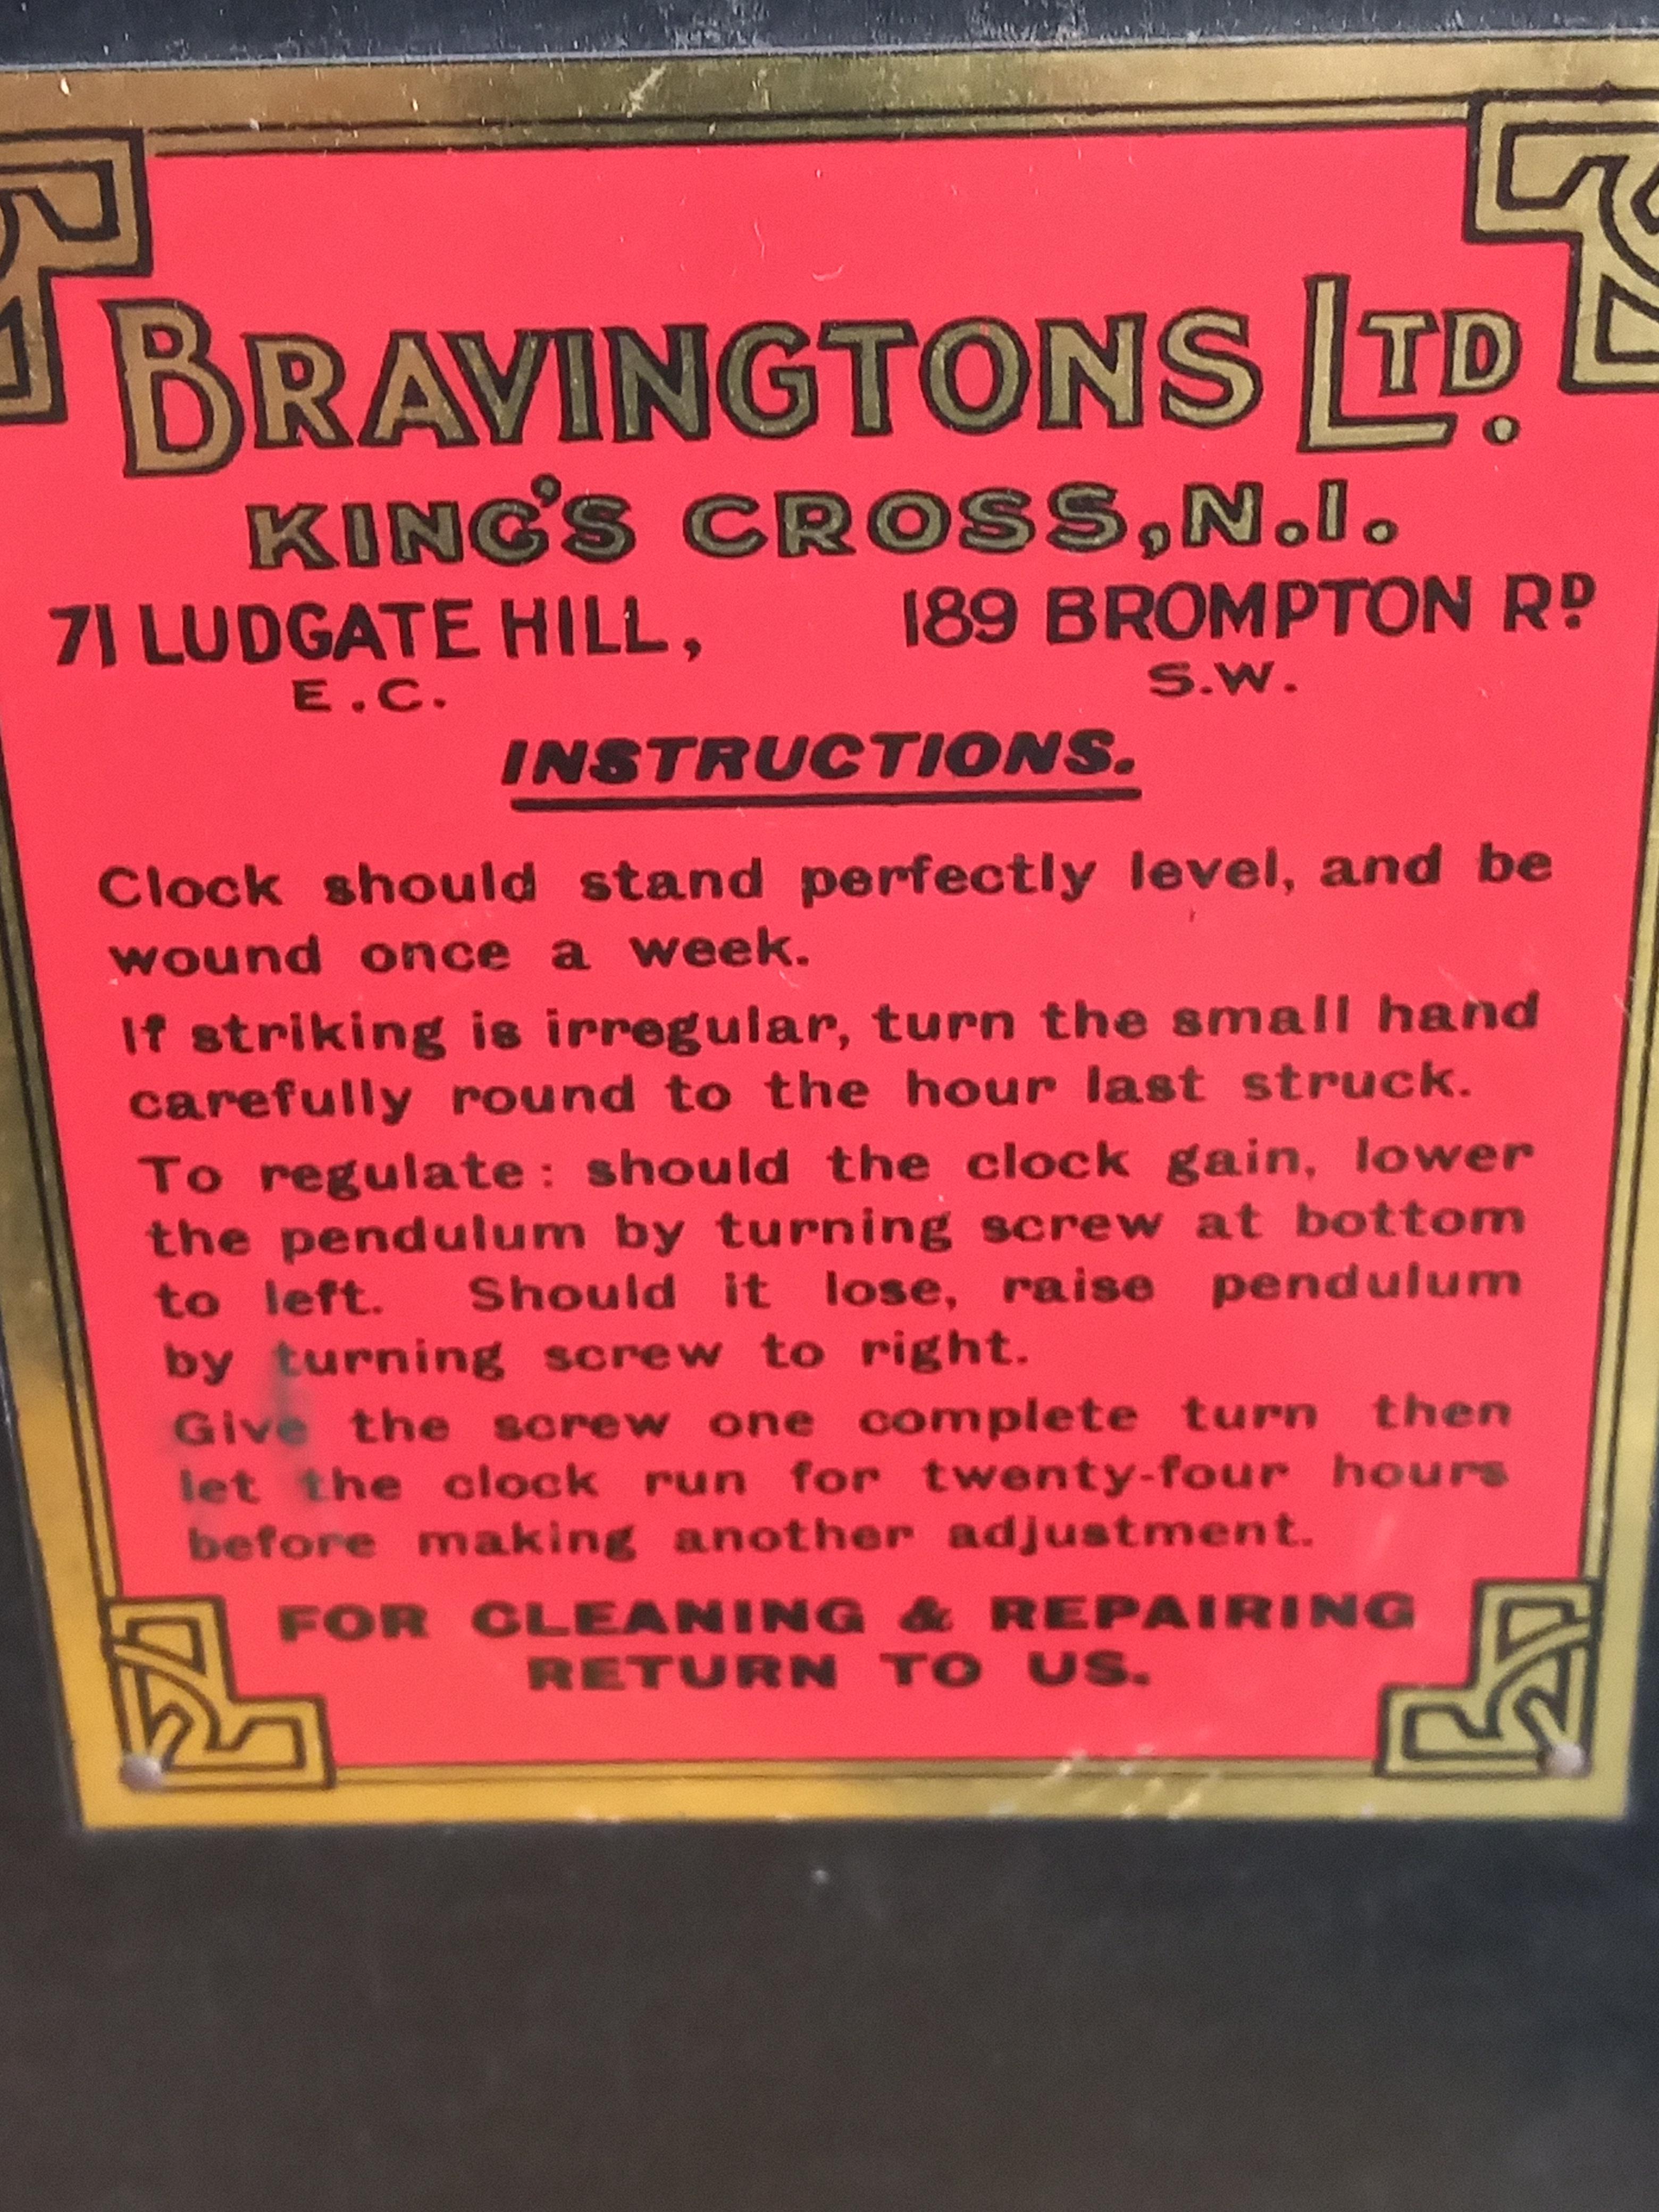 BRAVINGTONS LTD.
KING'S CROSS, N.I.
71 LUDGATE HILL, 189 BROMPTON RD.
E.C. S.W.
INSTRUCTIONS.
Clock should stand perfectly level, and be
wound once a week.
If striking is irregular, turn the small hand
carefully round to the hour last struck.
To regulate: should the clock gain, lower
the pendulum by turning screw at bottom
to left. Should it lose, raise pendulum
by turning screw to right.
Give the screw one complete turn then
let the clock run for twenty-four hours
before making another adjustment.
FOR CLEANING & REPAIRING
RETURN TO US.